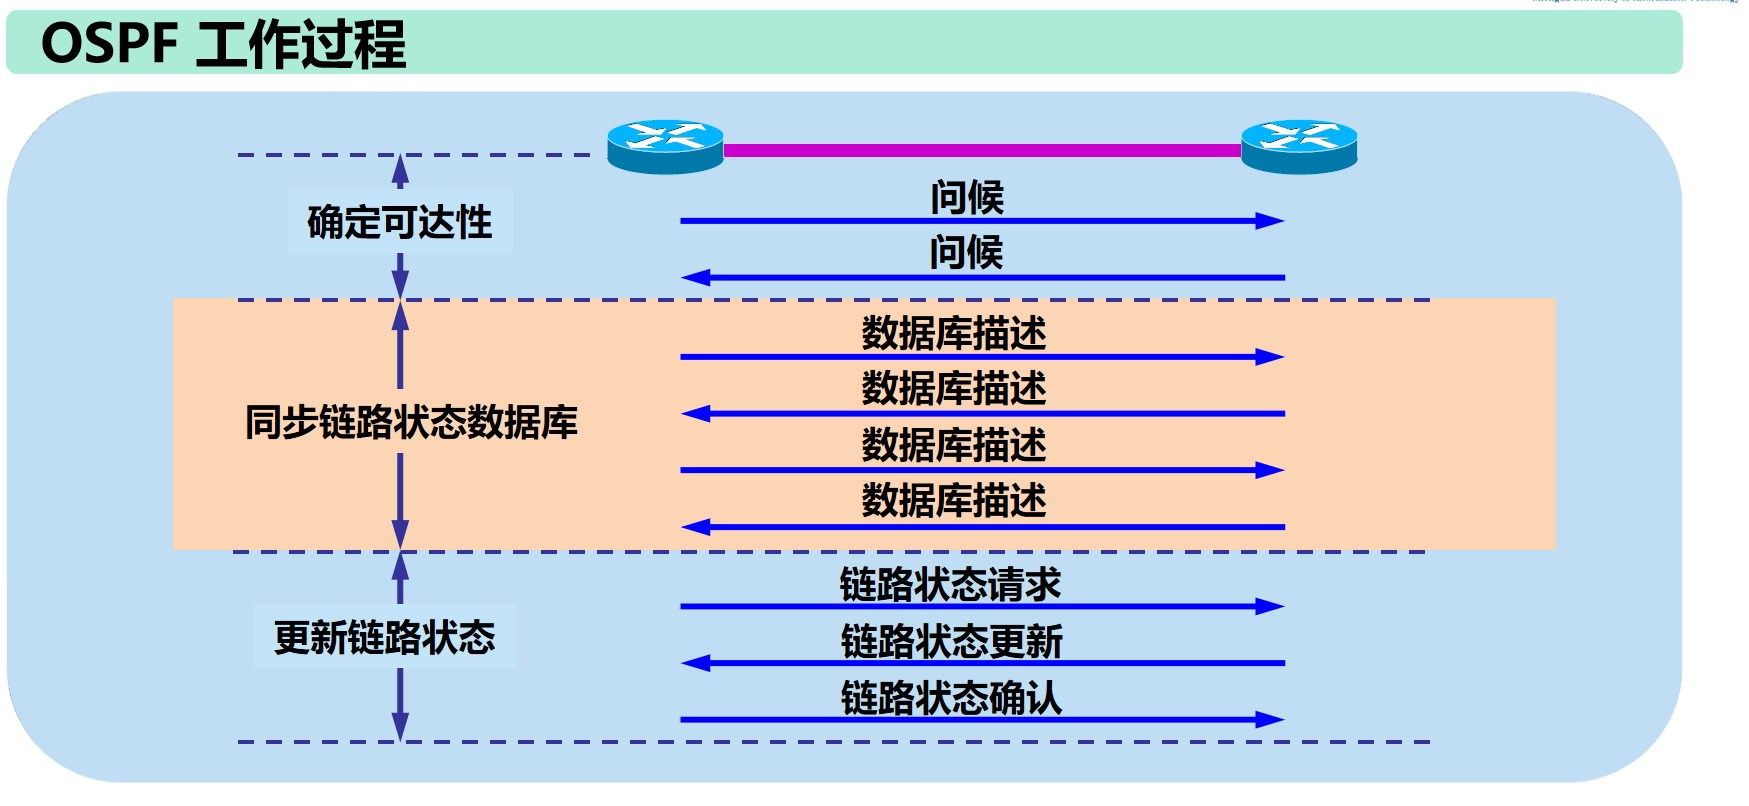 OSPF 工作过程
问候
确定可达性
问候
数据库描述
数据库描述
同步链路状态数据库
数据库描述
数据库描述
链路状态请求
更新链路状态
链路状态更新
链路状态确认